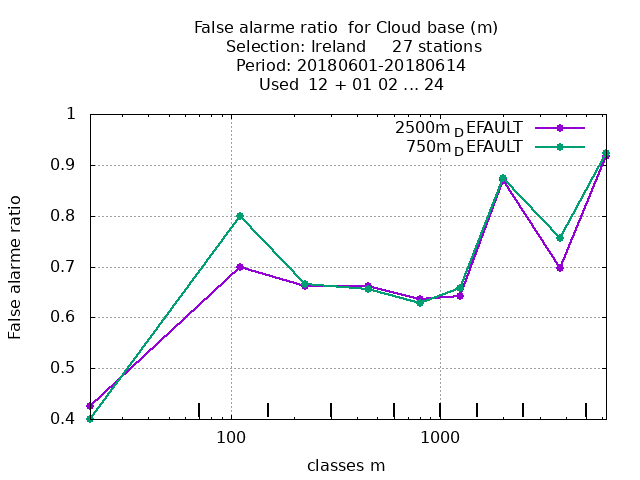 False alarme ratio  for Cloud base (m)
Selection: Ireland     27 stations
Period: 20180601-20180614
Used  12 + 01 02 ... 24
1
0.9
0.8
0.7
0.6
0.5
0.4
False alarme ratio
2500m_DEFAULT
750m_DEFAULT
100
1000
classes m